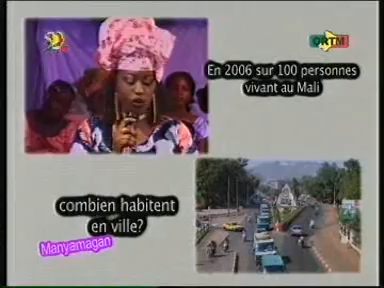 ORTM
En 2006 sur 100 personnes
vivant au Mali
combien habitent
en ville?
Manyamagan